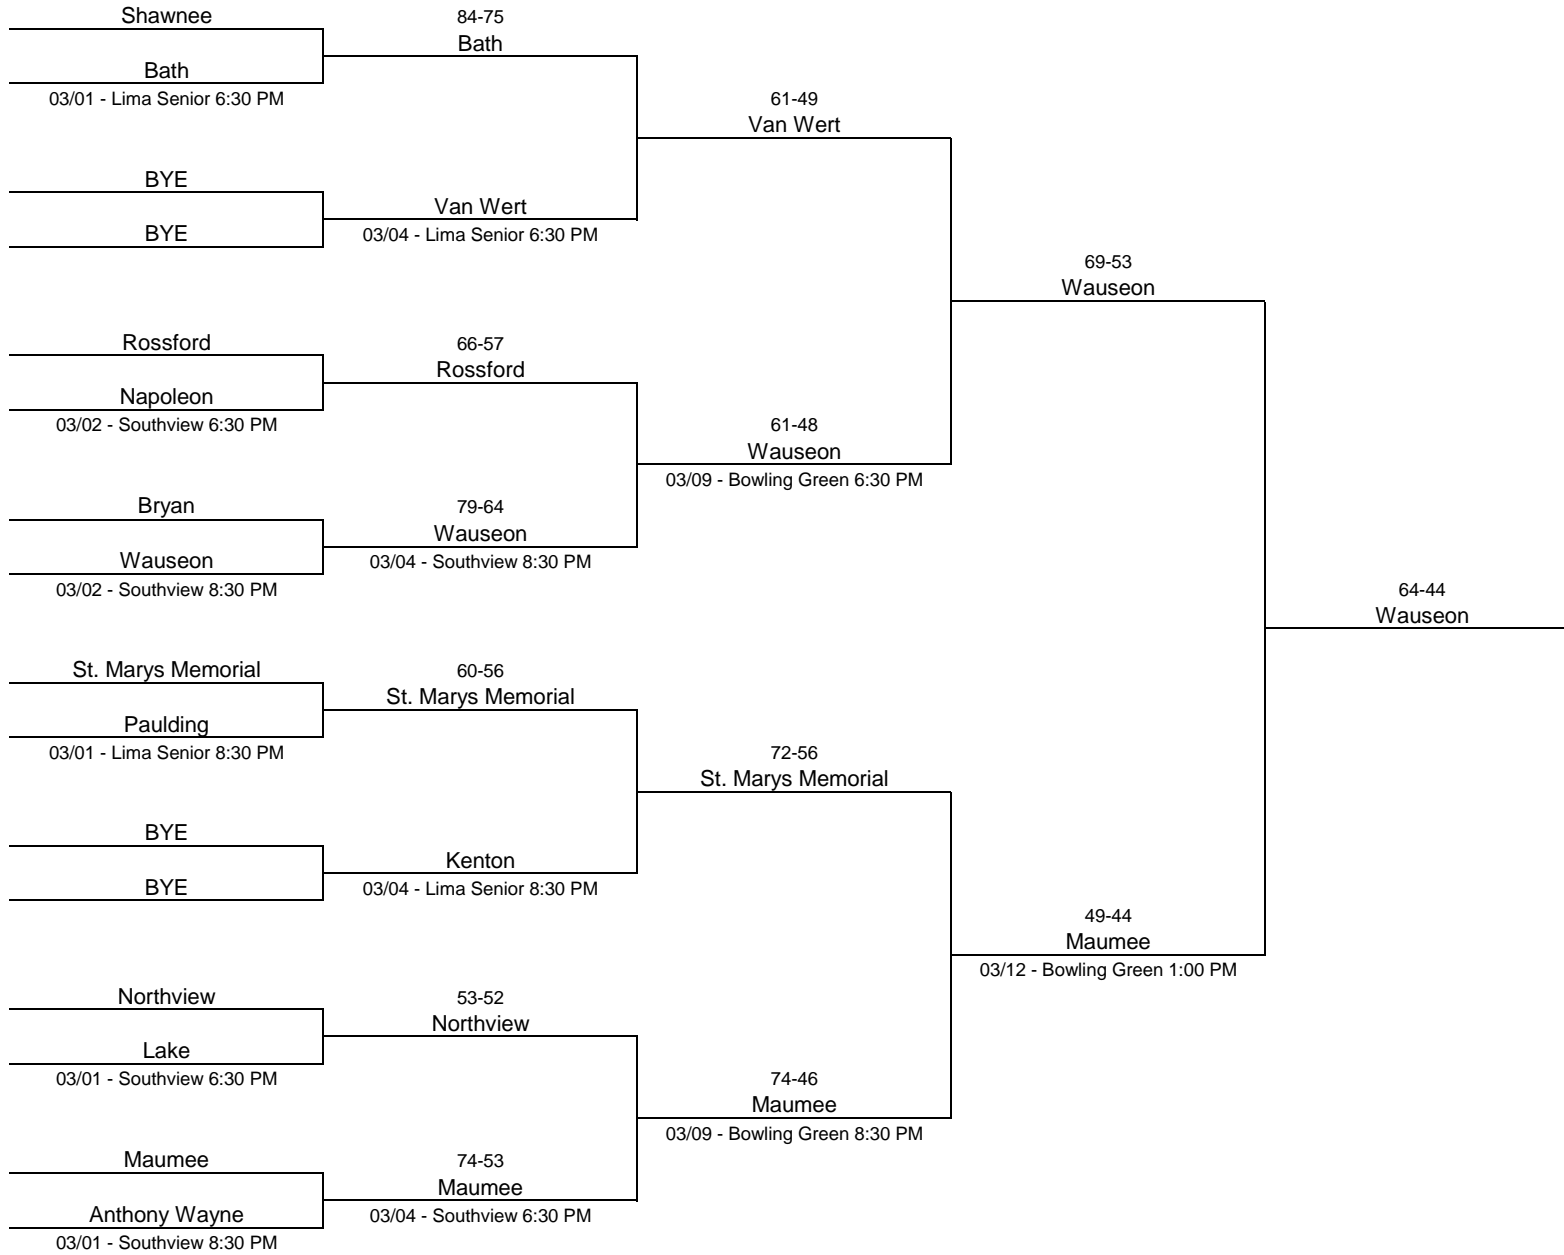 Shawnee
Bath
03/01 - Lima Senior 6:30 PM
BYE
BYE
Rossford
Napoleon
03/02 - Southview 6:30 PM
Bryan
Wauseon
03/02 - Southview 8:30 PM
St. Marys Memorial
Paulding
03/01 - Lima Senior 8:30 PM
BYE
BYE
Northview
Lake
03/01 - Southview 6:30 PM
Maumee
Anthony Wayne
03/01 - Southview 8:30 PM
84-75
Bath
Van Wert
03/04 - Lima Senior 6:30 PM
66-57
Rossford
79-64
Wauseon
03/04 - Southview 8:30 PM
60-56
St. Marys Memorial
Kenton
03/04 - Lima Senior 8:30 PM
53-52
Northview
74-53
Maumee
03/04 - Southview 6:30 PM
61-49
Van Wert
61-48
Wauseon
03/09 - Bowling Green 6:30 PM
72-56
St. Marys Memorial
74-46
Maumee
03/09 - Bowling Green 8:30 PM
69-53
Wauseon
49-44
Maumee
03/12 - Bowling Green 1:00 PM
64-44
Wauseon